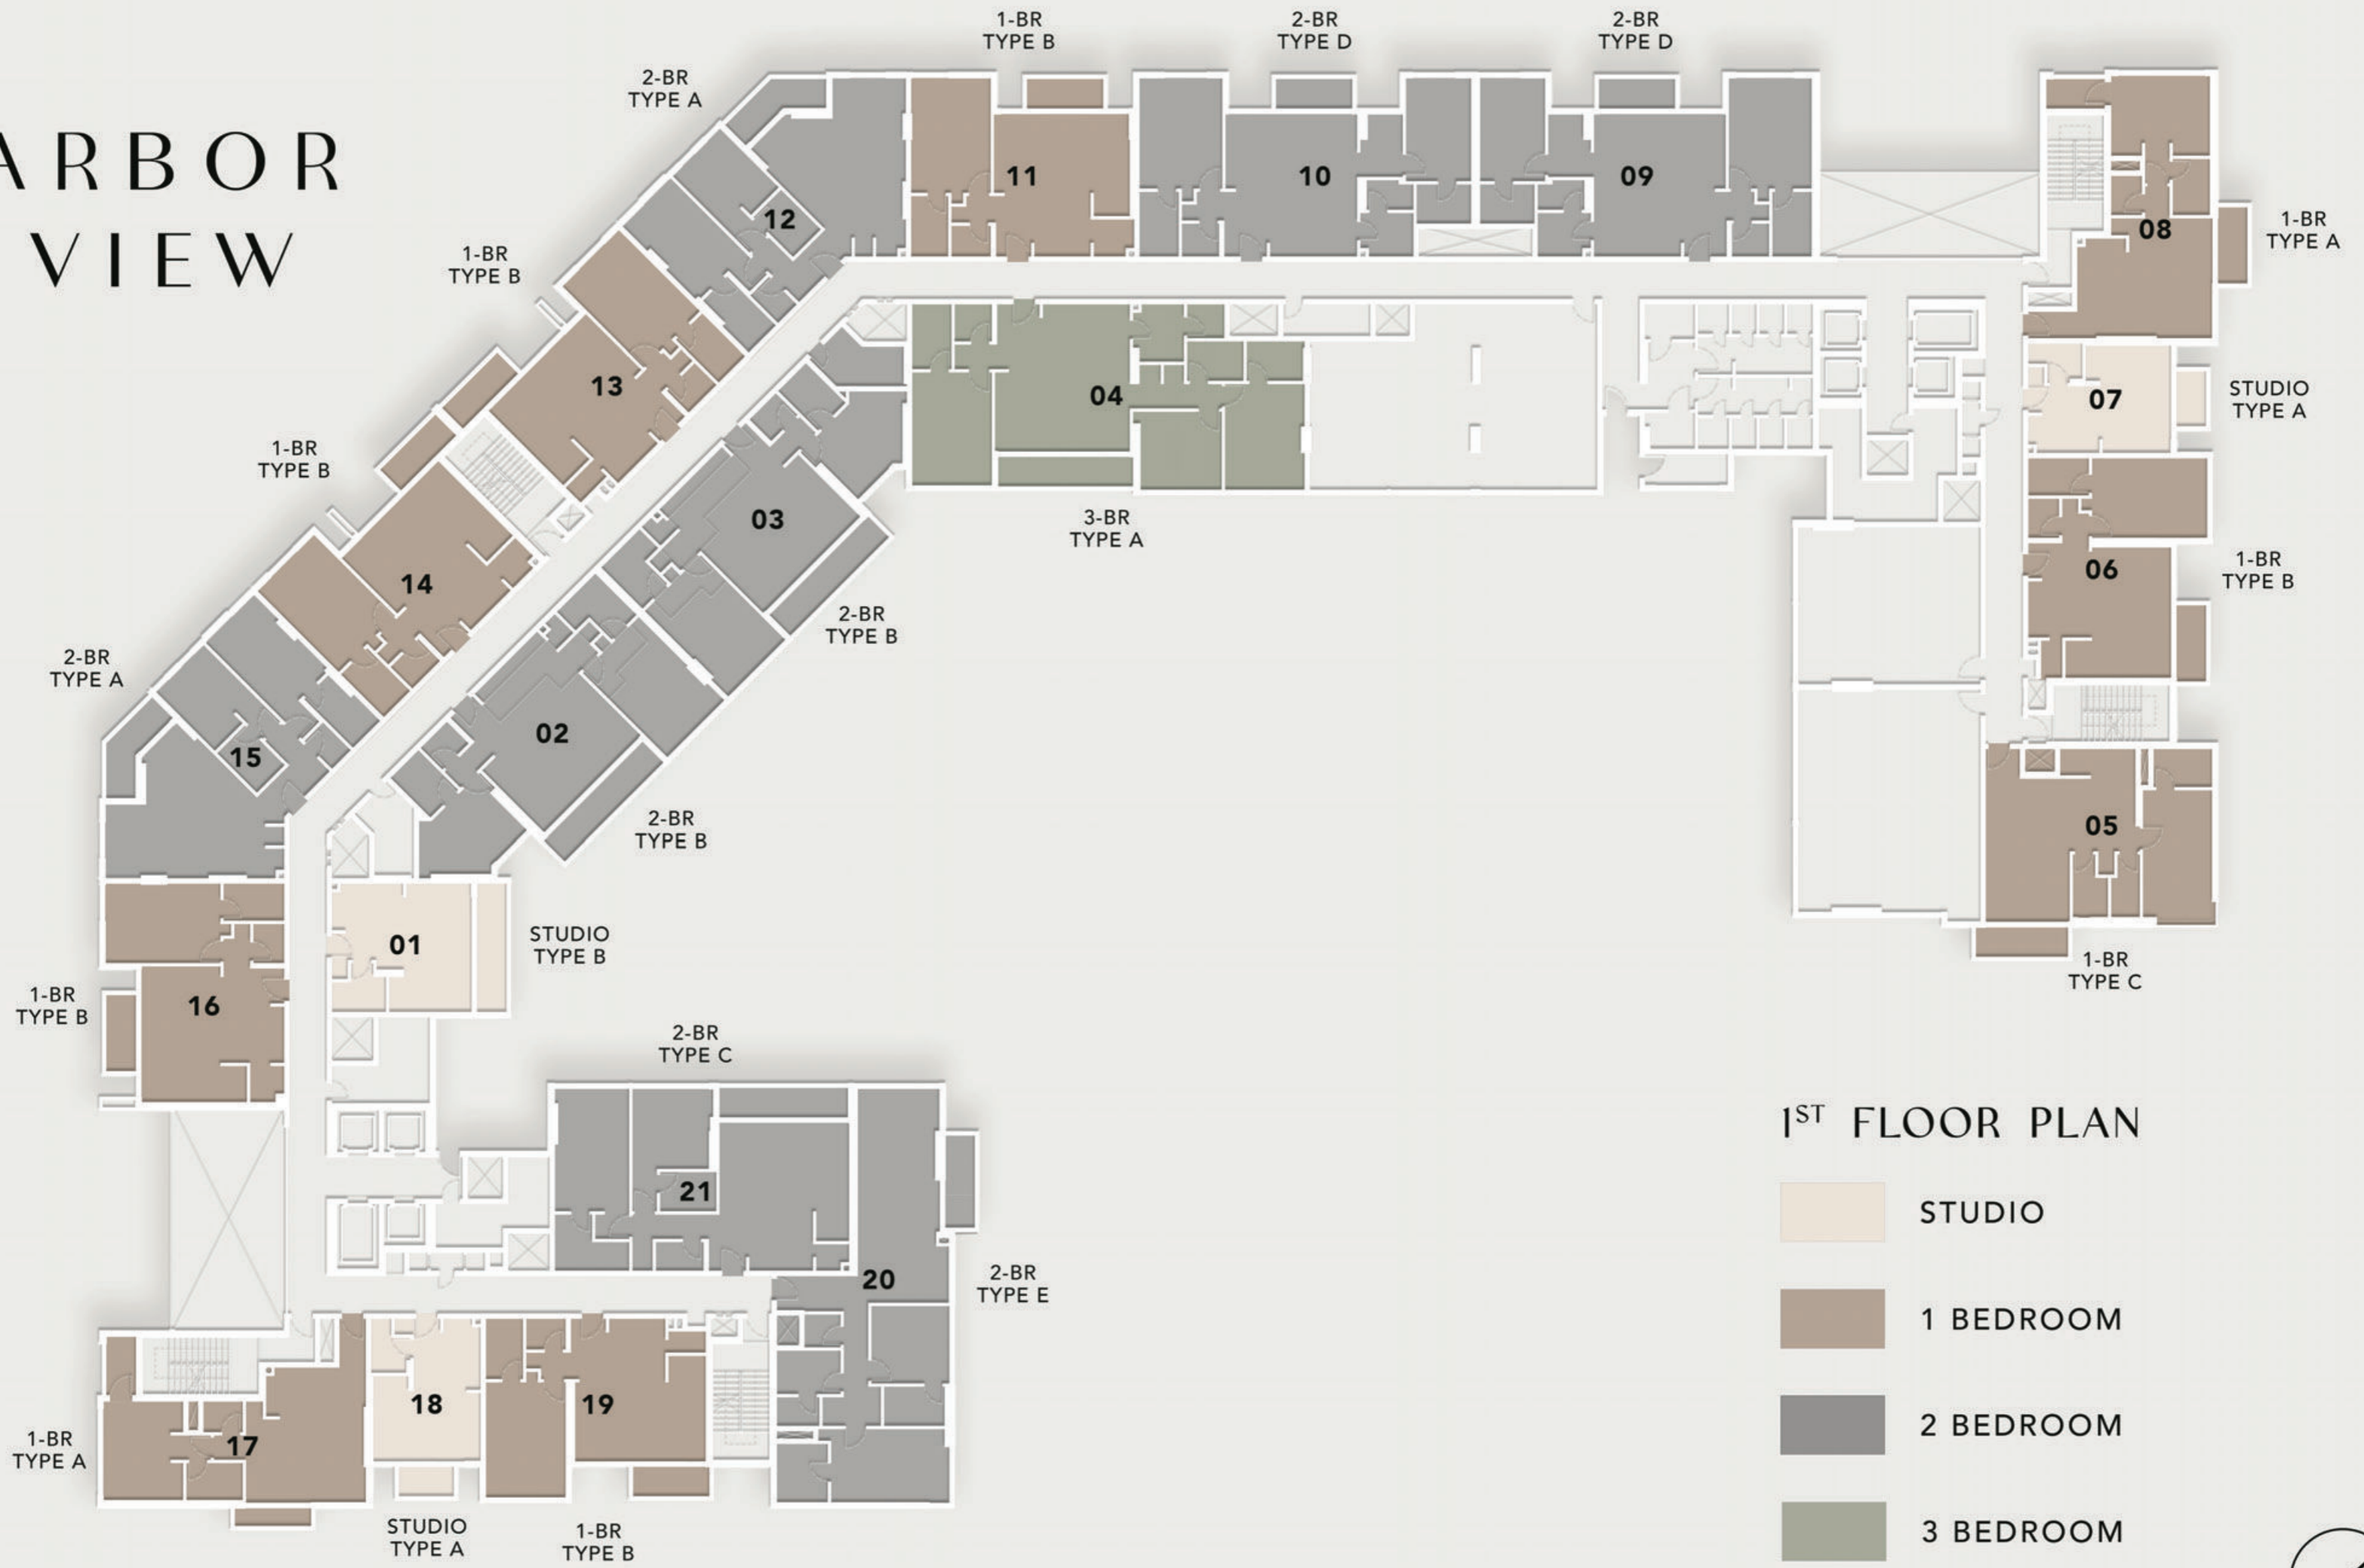 ARBOR
VIEW
1-BR
TYPE B
2-BR
TYPE D
2-BR
TYPE D
2-BR
TYPE A
11
10
09
12
08
1-BR
TYPE A
1-BR
TYPE B
13
04
07
STUDIO
TYPE A
1-BR
TYPE B
03
3-BR
TYPE A
14
06
1-BR
TYPE B
2-BR
TYPE B
2-BR
TYPE A
02
15
2-BR
TYPE B
05
1-BR
TYPE C
01
STUDIO
TYPE B
16
1-BR
TYPE B
2-BR
TYPE C
21
20
2-BR
TYPE E
18
19
17
1-BR
TYPE A
STUDIO
TYPE A
1-BR
TYPE B
1ST FLOOR PLAN
STUDIO
1 BEDROOM
2 BEDROOM
3 BEDROOM